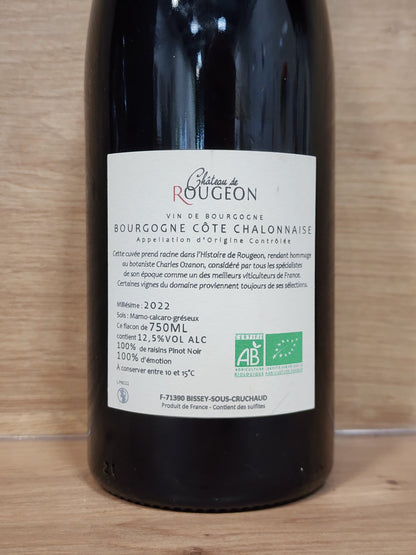 Château de
ROUGEON
VIN DE BOURGOGNE
BOURGOGNE CÔTE CHALONNAISE
Appellation d'Origine Contrôlée
Cette cuvée prend racine dans l'Histoire de Rougeon, rendant hommage
au botaniste Charles Ozanon, considéré par tous les spécialistes
de son époque comme un des meilleurs viticulteurs de France.
Certaines vignes du domaine proviennent toujours de ses sélections.
Millésime : 2022
Sols : Marno-calcaro-gréseux
Ce flacon de 750ML
contient 12,5%VOL ALC
100% de raisins Pinot Noir
100% d'émotion
À conserver entre 10 et 15°C
CERTIFIÉ
AB
AGRICULTURE
BIOLOGIQUE
F-71390 BISSEY-SOUS-CRUCHAUD
Produit de France - Contient des sulfites